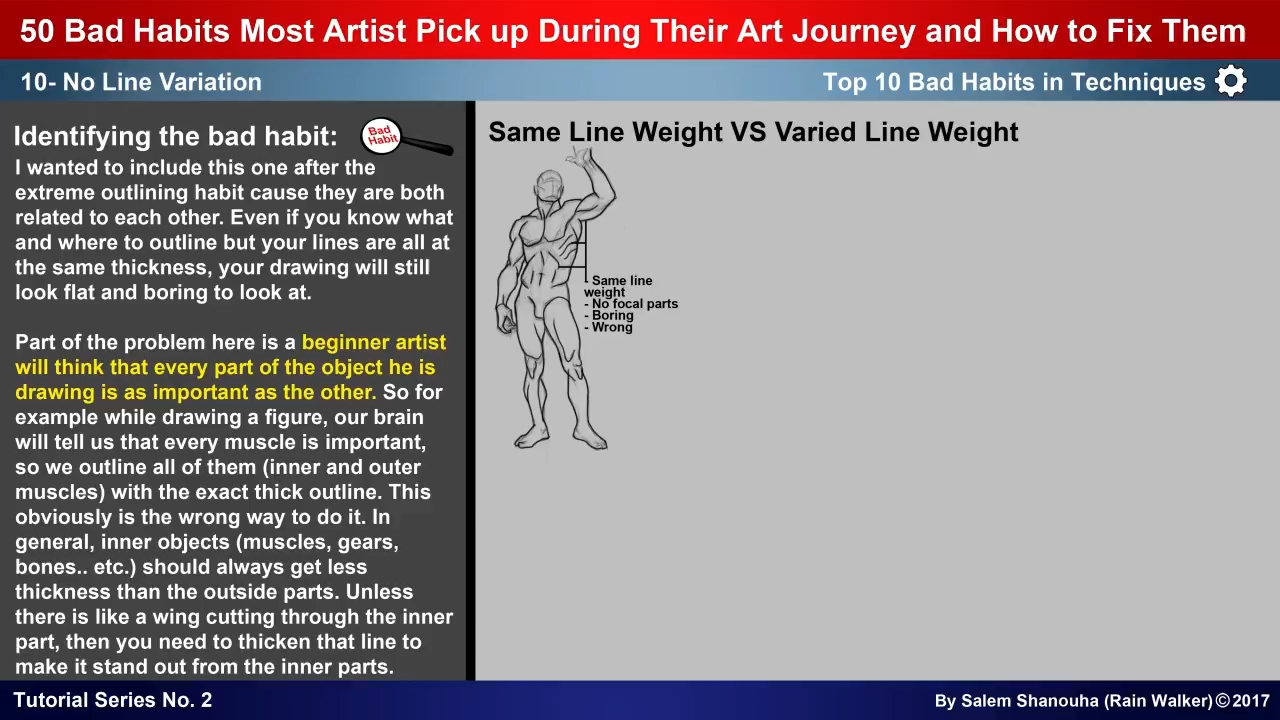 50 Bad Habits Most Artist Pick up During Their Art Journey and How to Fix Them
10- No Line Variation
Top 10 Bad Habits in Techniques
Identifying the bad habit:
Bad
Habit
I wanted to include this one after the
extreme outlining habit cause they are both
related to each other. Even if you know what
and where to outline but your lines are all at
the same thickness, your drawing will still
look flat and boring to look at.
Part of the problem here is a beginner artist
will think that every part of the object he is
drawing is as important as the other. So for
example while drawing a figure, our brain
will tell us that every muscle is important,
so we outline all of them (inner and outer
muscles) with the exact thick outline. This
obviously is the wrong way to do it. In
general, inner objects (muscles, gears,
bones.. etc.) should always get less
thickness than the outside parts. Unless
there is like a wing cutting through the inner
part, then you need to thicken that line to
make it stand out from the inner parts.
Same Line Weight VS Varied Line Weight
- Same line
weight
- No focal parts
- Boring
- Wrong
Tutorial Series No. 2
By Salem Shanouha (Rain Walker)©2017